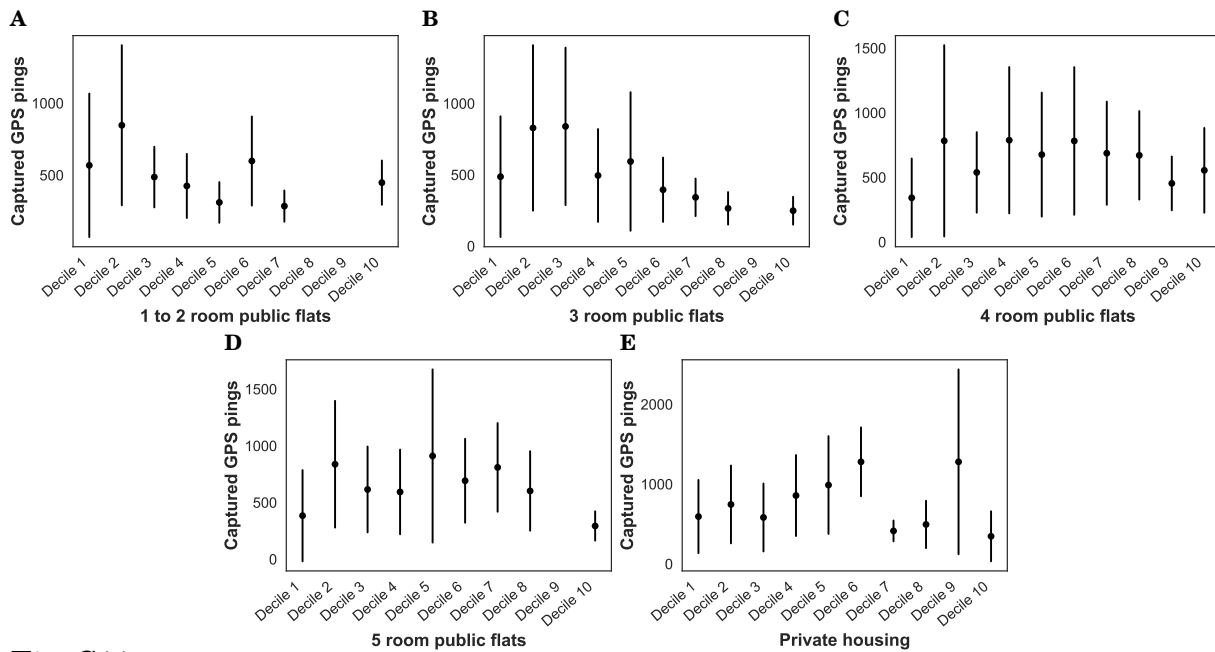 A
Captured GPS pings
1000
500
Decile 1
Decile 2
Decile 3
Decile 4
Decile 5
Decile 6
Decile 7
Decile 8
Decile 9
Decile 10
1 to 2 room public flats
B
Captured GPS pings
1000
500
0
Decile 1
Decile 2
Decile 3
Decile 4
Decile 5
Decile 6
Decile 7
Decile 8
Decile 9
Decile 10
3 room public flats
C
Captured GPS pings
1500
1000
500
0
Decile 1
Decile 2
Decile 3
Decile 4
Decile 5
Decile 6
Decile 7
Decile 8
Decile 9
Decile 10
4 room public flats
D
Captured GPS pings
1500
1000
500
0
Decile 1
Decile 2
Decile 3
Decile 4
Decile 5
Decile 6
Decile 7
Decile 8
Decile 9
Decile 10
5 room public flats
E
Captured GPS pings
2000
1000
0
Decile 1
Decile 2
Decile 3
Decile 4
Decile 5
Decile 6
Decile 7
Decile 8
Decile 9
Decile 10
Private housing